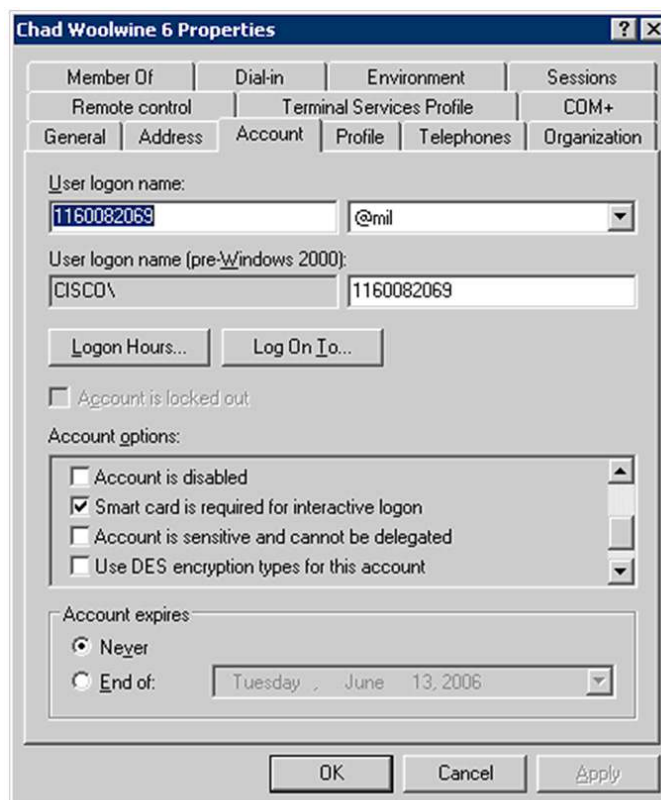 Chad Woolwine 6 Properties
Member Of Dial-in Environment Sessions
Remote control Terminal Services Profile COM+
General Address Account Profile Telephones Organization
User logon name:
1160082069 @mil
User logon name (pre-Windows 2000):
CISCO\ 1160082069
Logon Hours... Log On To...
Account is locked out
Account options:
Account is disabled
Smart card is required for interactive logon
Account is sensitive and cannot be delegated
Use DES encryption types for this account
Account expires
Never
End of: Tuesday , June 13, 2006
OK Cancel Apply